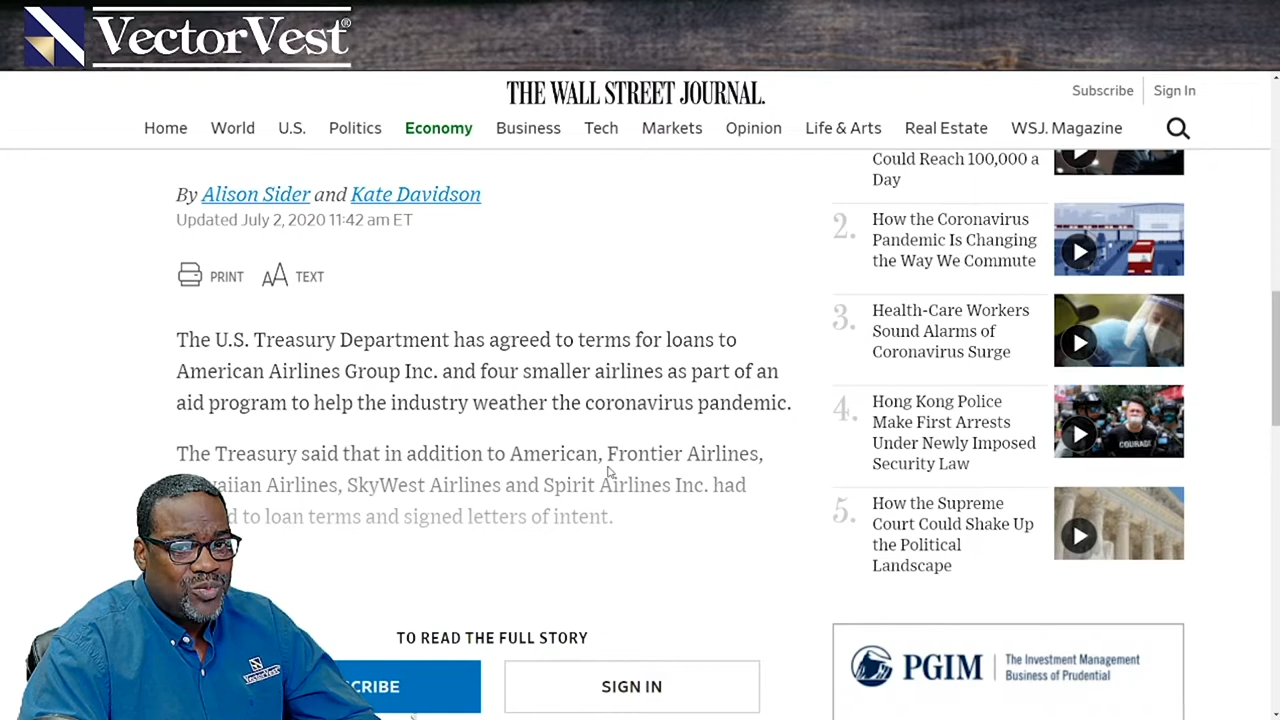 VectorVest®
THE WALL STREET JOURNAL.
Subscribe
Sign In
Home World U.S. Politics Economy Business Tech Markets Opinion Life & Arts Real Estate WSJ. Magazine
By Alison Sider and Kate Davidson
Updated July 2, 2020 11:42 am ET
PRINT TEXT
The U.S. Treasury Department has agreed to terms for loans to
American Airlines Group Inc. and four smaller airlines as part of an
aid program to help the industry weather the coronavirus pandemic.
The Treasury said that in addition to American, Frontier Airlines,
Airlines, SkyWest Airlines and Spirit Airlines Inc. had
to loan terms and signed letters of intent.
TO READ THE FULL STORY
CRIBE
SIGN IN
Could Reach 100,000 a
Day
2. How the Coronavirus
Pandemic Is Changing
the Way We Commute
3. Health-Care Workers
Sound Alarms of
Coronavirus Surge
4. Hong Kong Police
Make First Arrests
Under Newly Imposed
Security Law
5. How the Supreme
Court Could Shake Up
the Political
Landscape
COURAGE
PGIM
The Investment Management
Business of Prudential
VectorVest